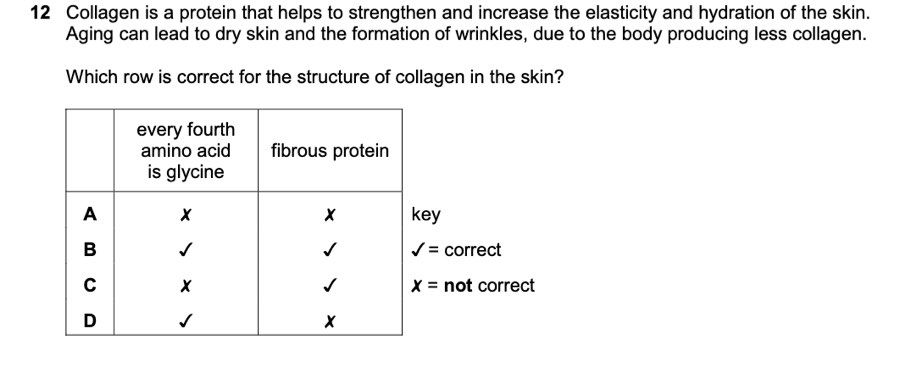 12 Collagen is a protein that helps to strengthen and increase the elasticity and hydration of the skin.
Aging can lead to dry skin and the formation of wrinkles, due to the body producing less collagen.
Which row is correct for the structure of collagen in the skin?
every fourth
amino acid
is glycine
fibrous protein
A ✗ ✗
B ✓ ✓
C ✗ ✓
D ✓ ✗
key
✓ = correct
✗ = not correct